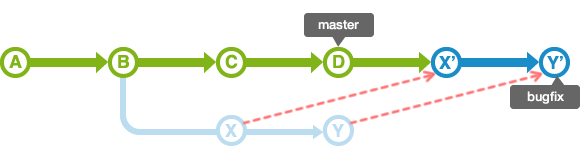 master
A B C D X' Y'
bugfix
X Y